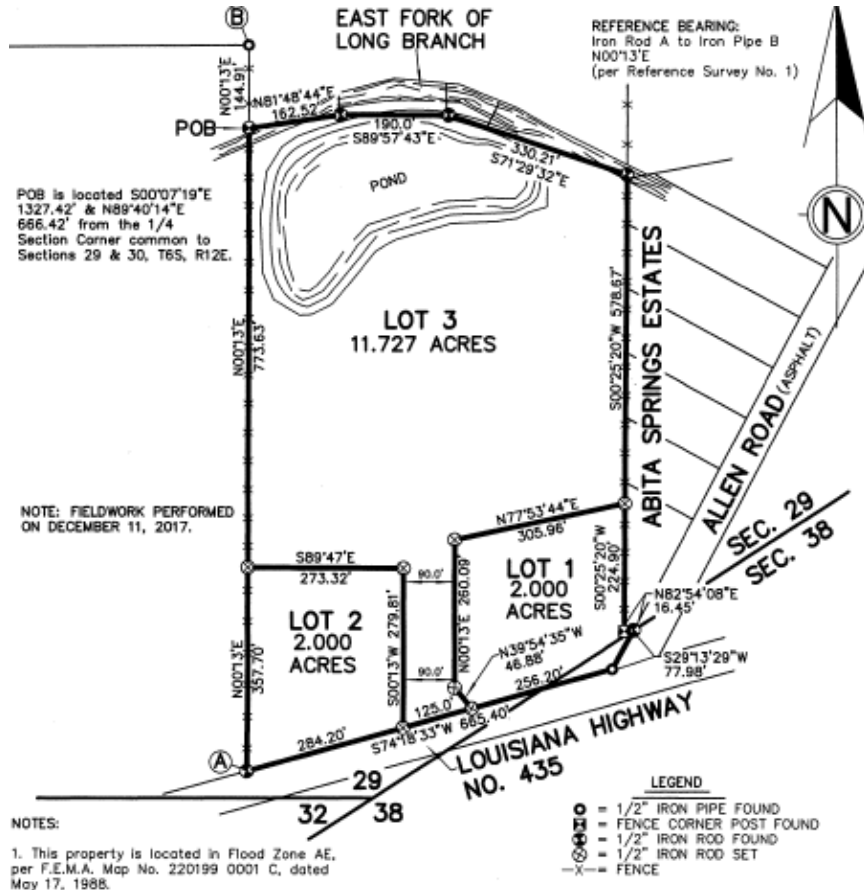 B
EAST FORK OF
LONG BRANCH
REFERENCE BEARING:
Iron Rod A to Iron Pipe B
N00°13'E
(per Reference Survey No. 1)
N00°13'E
144.91
N81°48'44"E
162.52'
POB
190.0'
S89°57'43"E
330.21'
S71°29'32"E
POND
N
POB is located S00°07'19"E
1327.42' & N89°40'14"E
666.42' from the 1/4
Section Corner common to
Sections 29 & 30, T6S, R12E.
N00°13'E
773.63'
LOT 3
11.727 ACRES
S00°25'20"W 578.67'
ABITA SPRINGS ESTATES
ALLEN ROAD (ASPHALT)
NOTE: FIELDWORK PERFORMED
ON DECEMBER 11, 2017.
N77°53'44"E
305.96'
SEC. 29
SEC. 38
S89°47'E
273.32'
90.0'
LOT 1
2.000
ACRES
S00°25'20"W
224.90'
N82°54'08"E
16.45'
LOT 2
2.000
ACRES
S00°13'W 279.81'
N00°13'E 260.09'
N39°54'35"W
46.88'
S29°13'29"W
77.98'
N00°13'E
357.70'
90.0'
256.20'
125.0'
284.20'
S74°18'33"W 665.40'
A
LOUISIANA HIGHWAY
NO. 435
29
32
38
LEGEND
= 1/2" IRON PIPE FOUND
= FENCE CORNER POST FOUND
= 1/2" IRON ROD FOUND
= 1/2" IRON ROD SET
-X- = FENCE
NOTES:
1. This property is located in Flood Zone AE,
per F.E.M.A. Map No. 220199 0001 C, dated
May 17, 1988.